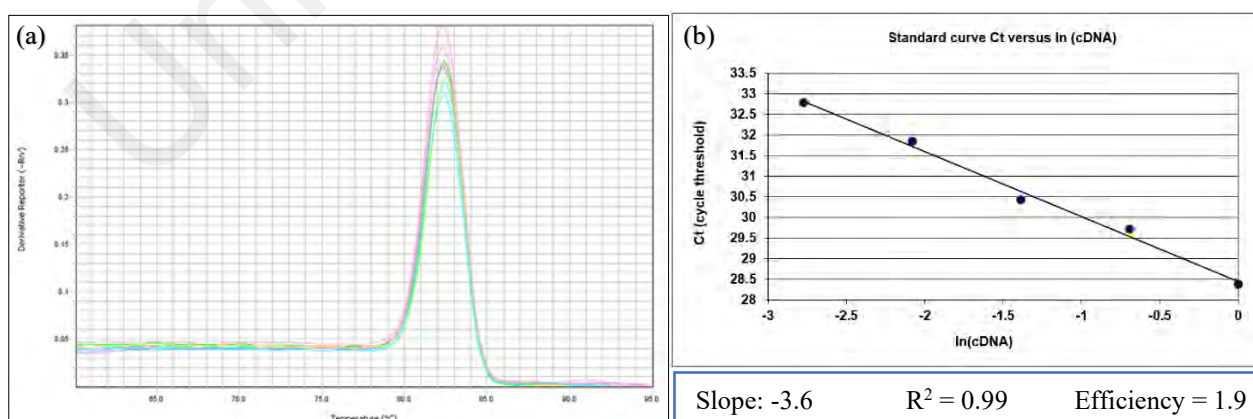 (a)
Derivative Reporter (-Rn)
0.35
0.3
0.25
0.2
0.15
0.1
0.05
65.0 70.0 75.0 80.0 85.0 90.0 95.0
Temperature (ºC)
(b)
Standard curve Ct versus ln (cDNA)
Ct (cycle threshold)
33.5
33
32.5
32
31.5
31
30.5
30
29.5
29
28.5
28
-3 -2.5 -2 -1.5 -1 -0.5 0
ln(cDNA)
Slope: -3.6 R² = 0.99 Efficiency = 1.9
Uni